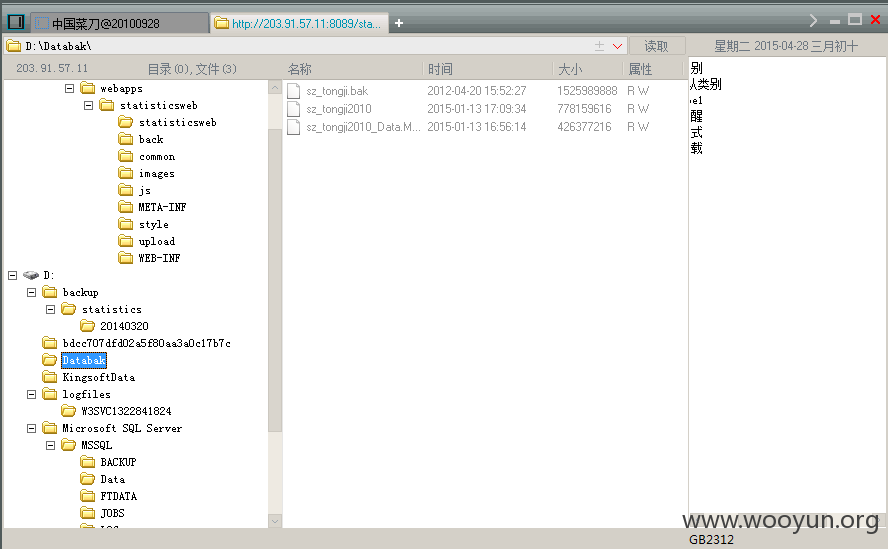 中国菜刀@20100928
http://203.91.57.11:8089/sta...
D:\Databak\
读取
星期二 2015-04-28 三月初十
203.91.57.11
目录(0),文件(3)
名称 时间 大小 属性
webapps
statisticsweb
statisticsweb
back
common
images
js
META-INF
style
upload
WEB-INF
D:
backup
statistics
20140320
bdcc707dfd02a5f80aa3a0c17b7c
Databak
KingsoftData
logfiles
W3SVC1322841824
Microsoft SQL Server
MSSQL
BACKUP
Data
FTDATA
JOBS
sz_tongji.bak 2012-04-20 15:52:27 1525989888 R W
sz_tongji2010 2015-01-13 17:09:34 778159616 R W
sz_tongji2010_Data.M... 2015-01-13 16:56:14 426377216 R W
别
类别
醒
式
载
www.wooyun.org
GB2312